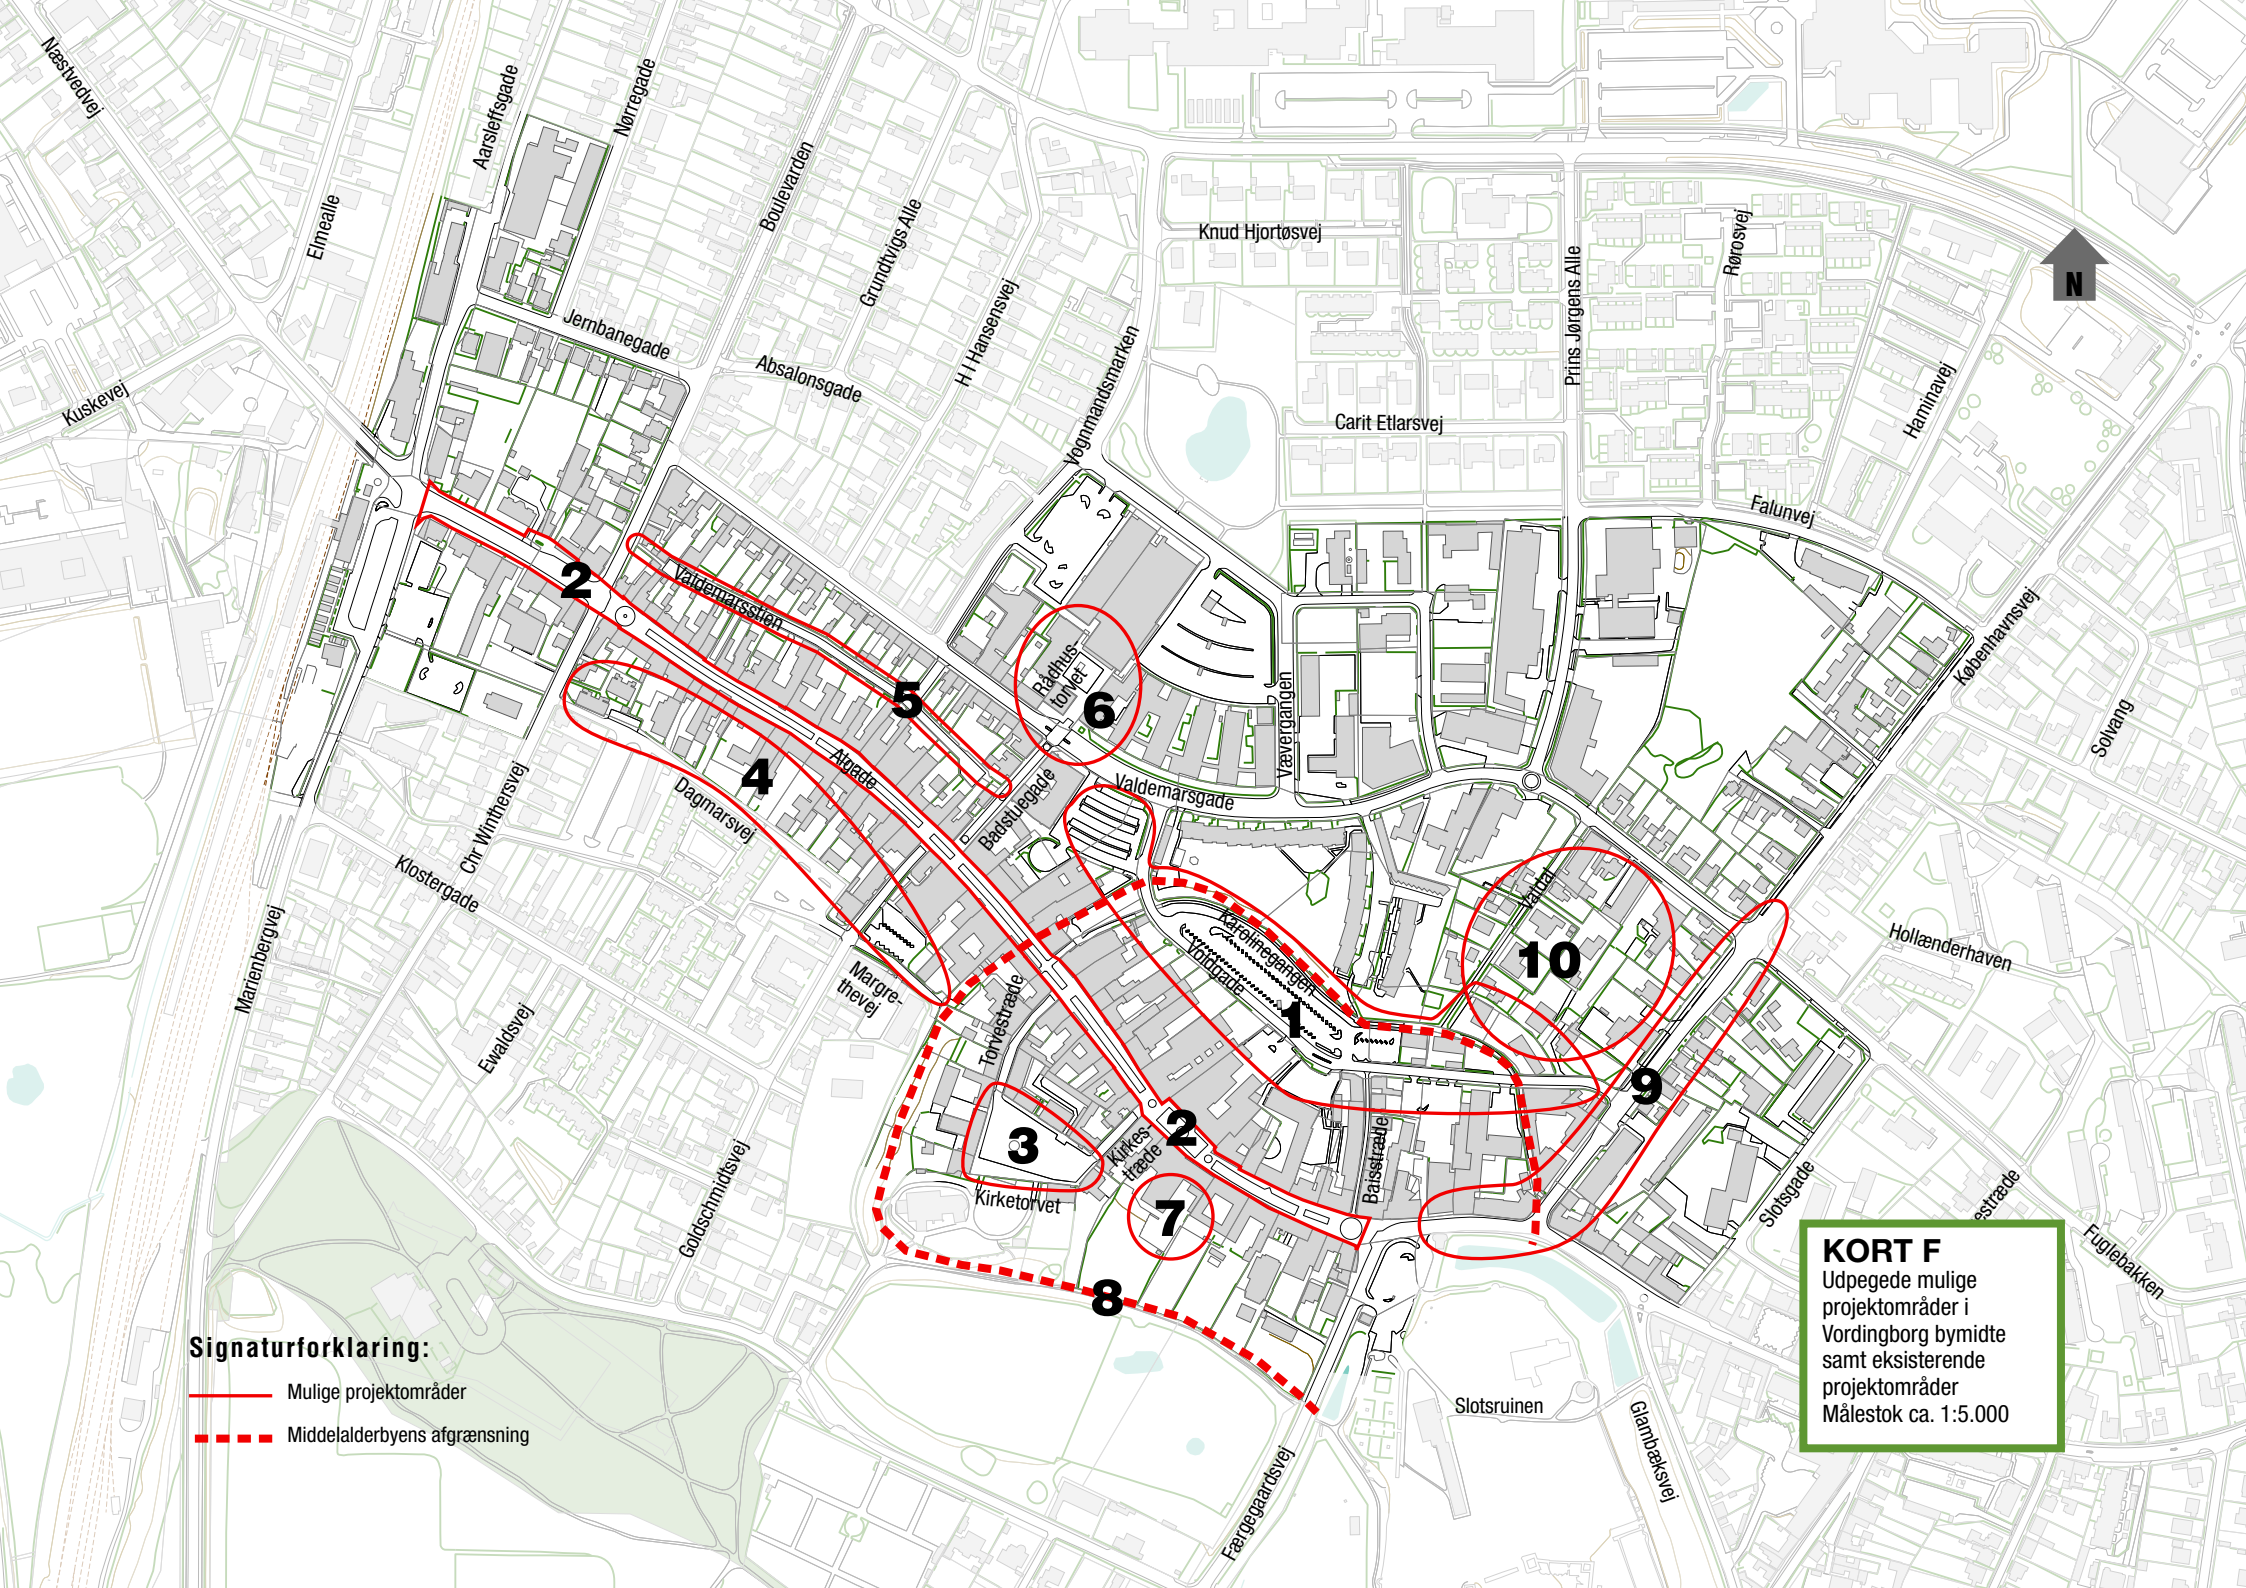 Næstvedvej
Aarsleffsgade
Nørregade
Elmealle
Boulevarden
Grundtvigs Alle
Knud Hjortøsvej
Rørosvej
Prins Jørgens Alle
N
H I Hansensvej
Jernbanegade
Absalonsgade
Vognmandsmarken
Kuskevej
Carit Etlarsvej
Haminavej
Falunvej
2
Valdemarsstien
Københavnsvej
Rådhus-
torvet
6
5
Solvang
Vævergangen
Algade
4
Dagmarsvej
Valdemarsgade
Badstuegade
Chr Winthersvej
Klostergade
Valdal
10
Marienbergvej
Karolinegangen
Voldgade
1
Hollænderhaven
Margre-
thevej
Torvestræde
Ewaldsvej
9
2
3
Kirkes-
træde
Baisstræde
Goldschmidtsvej
Kirketorvet
7
Slotsgade
estræde
Fuglebakken
8
Slotsruinen
Glambæksvej
Færgegaardsvej
Signaturforklaring:
Mulige projektområder
Middelalderbyens afgrænsning
KORT F
Udpegede mulige
projektområder i
Vordingborg bymidte
samt eksisterende
projektområder
Målestok ca. 1:5.000